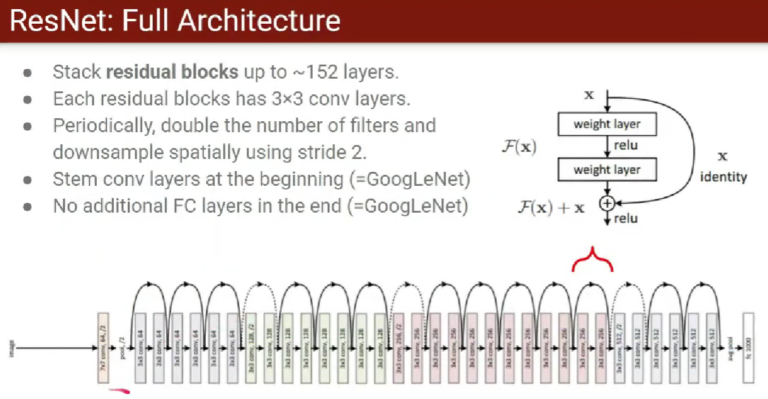 ResNet: Full Architecture
Stack residual blocks up to ~152 layers.
Each residual blocks has 3×3 conv layers.
Periodically, double the number of filters and
downsample spatially using stride 2.
Stem conv layers at the beginning (=GoogLeNet)
No additional FC layers in the end (=GoogLeNet)
x
weight layer
F(x)
relu
x
weight layer
identity
F(x) + x
relu
image
7x7 conv, 64, /2
pool, /2
3x3 conv, 64
3x3 conv, 64
3x3 conv, 64
3x3 conv, 64
3x3 conv, 64
3x3 conv, 64
3x3 conv, 128, /2
3x3 conv, 128
3x3 conv, 128
3x3 conv, 128
3x3 conv, 128
3x3 conv, 128
3x3 conv, 128
3x3 conv, 128
3x3 conv, 256, /2
3x3 conv, 256
3x3 conv, 256
3x3 conv, 256
3x3 conv, 256
3x3 conv, 256
3x3 conv, 256
3x3 conv, 256
3x3 conv, 256
3x3 conv, 256
3x3 conv, 256
3x3 conv, 256
3x3 conv, 512, /2
3x3 conv, 512
3x3 conv, 512
3x3 conv, 512
3x3 conv, 512
3x3 conv, 512
avg pool
fc 1000